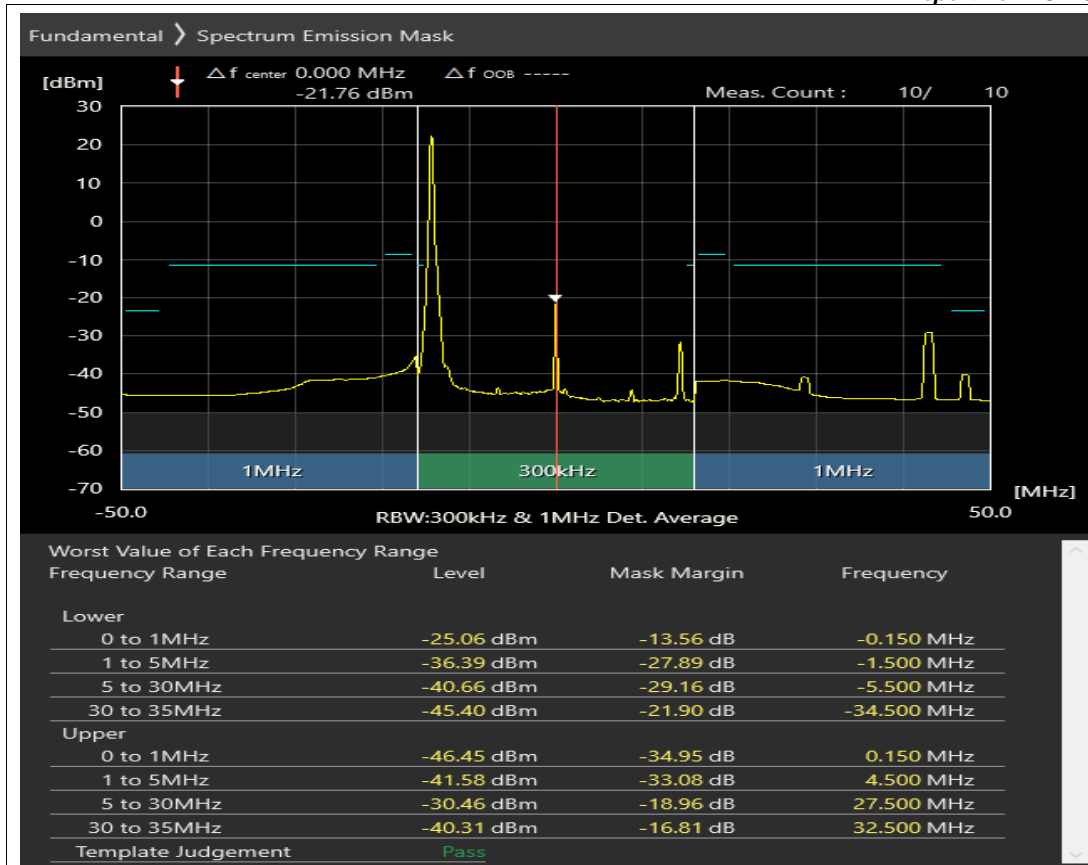 Fundamental ❯ Spectrum Emission Mask
[dBm] △ f center 0.000 MHz △ f OOB -----
-21.76 dBm Meas. Count : 10/ 10
30
20
10
0
-10
-20
-30
-40
-50
-60
-70
1MHz 300kHz 1MHz
[MHz]
-50.0 RBW:300kHz & 1MHz Det. Average 50.0
Worst Value of Each Frequency Range
Frequency Range Level Mask Margin Frequency
Lower
0 to 1MHz -25.06 dBm -13.56 dB -0.150 MHz
1 to 5MHz -36.39 dBm -27.89 dB -1.500 MHz
5 to 30MHz -40.66 dBm -29.16 dB -5.500 MHz
30 to 35MHz -45.40 dBm -21.90 dB -34.500 MHz
Upper
0 to 1MHz -46.45 dBm -34.95 dB 0.150 MHz
1 to 5MHz -41.58 dBm -33.08 dB 4.500 MHz
5 to 30MHz -30.46 dBm -18.96 dB 27.500 MHz
30 to 35MHz -40.31 dBm -16.81 dB 32.500 MHz
Template Judgement Pass